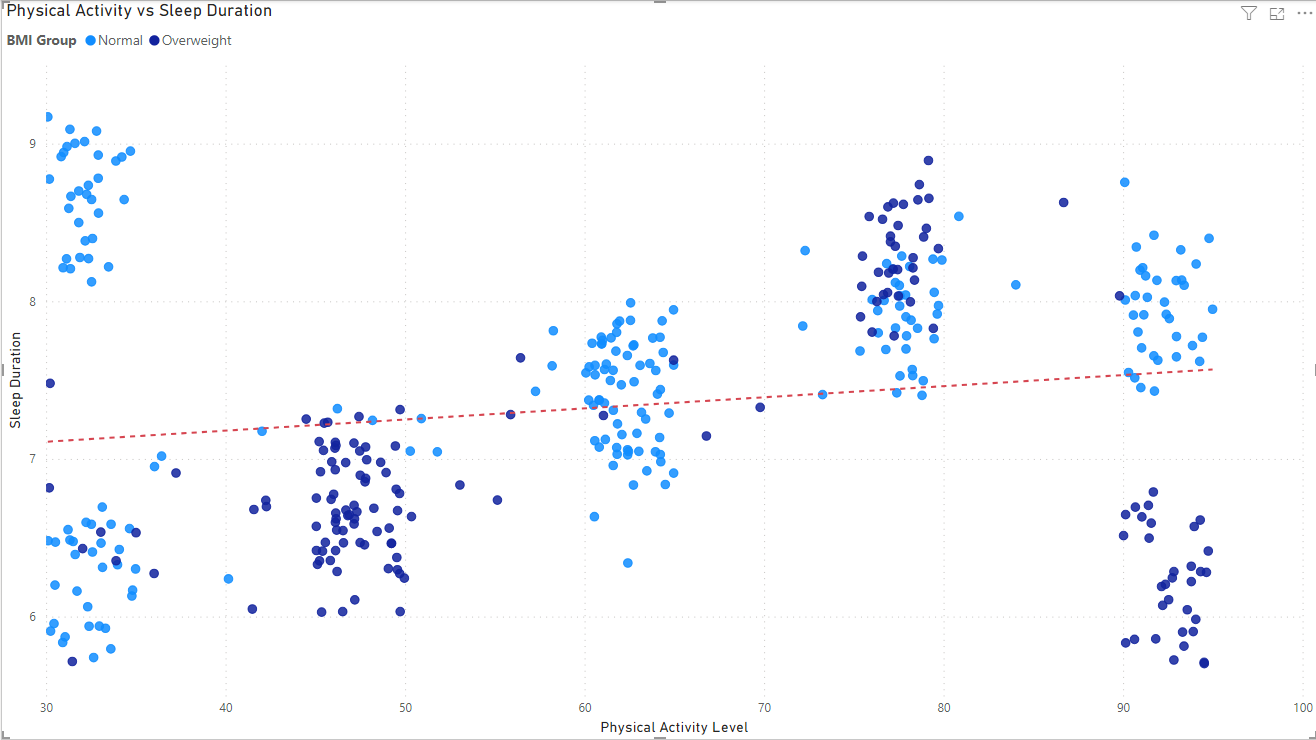 Physical Activity vs Sleep Duration
BMI Group Normal Overweight
9
8
7
6
Sleep Duration
30 40 50 60 70 80 90 100
Physical Activity Level